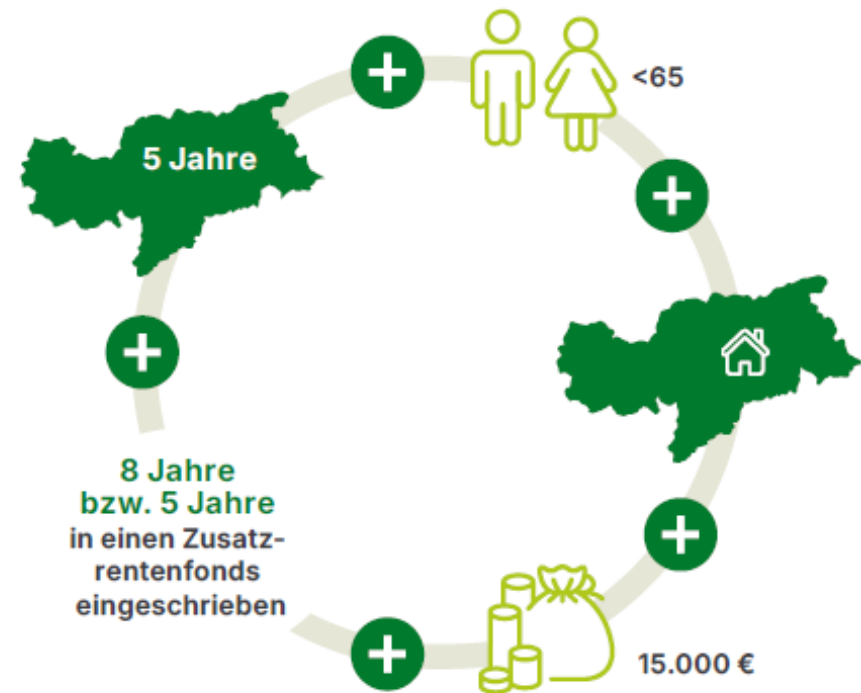 <65
5 Jahre
8 Jahre
bzw. 5 Jahre
in einen Zusatz-
rentenfonds
eingeschrieben
15.000 €